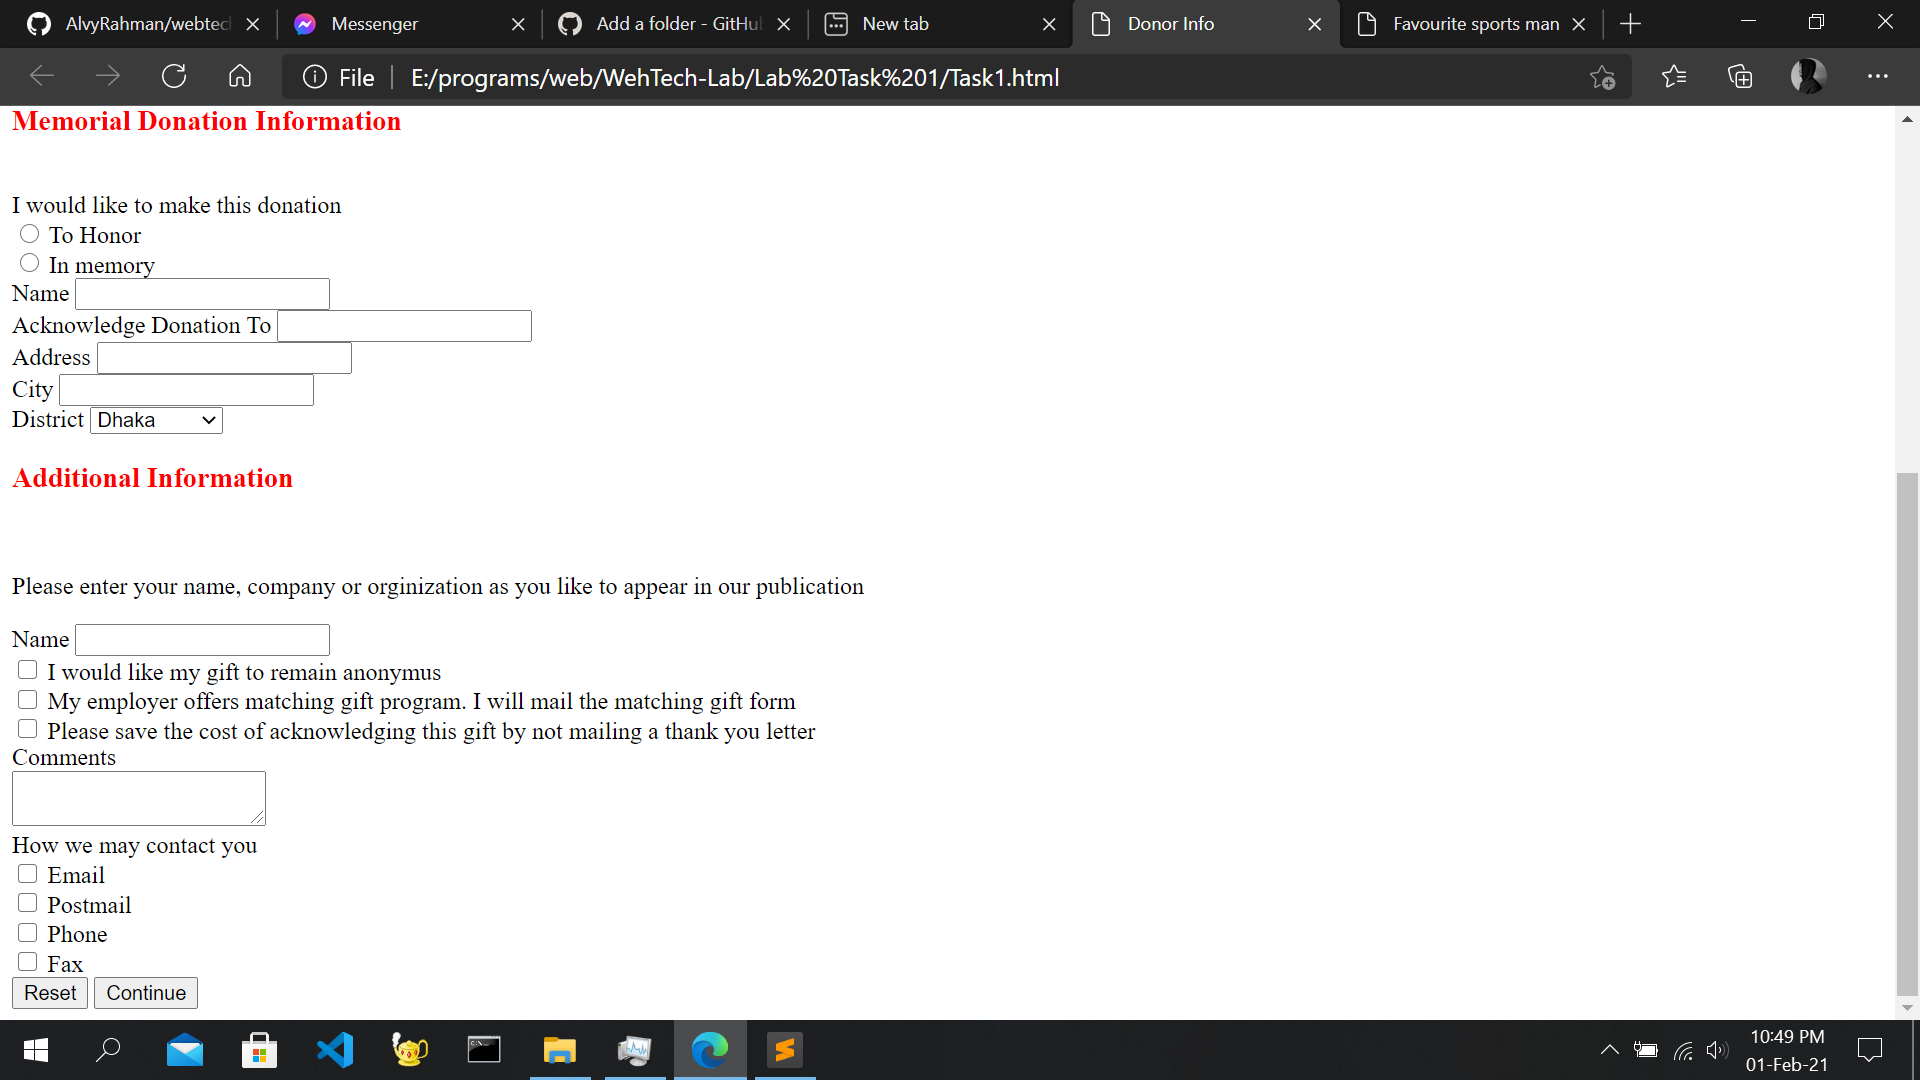 AlvyRahman/webtec
Messenger
Add a folder - GitHu
New tab
Donor Info
Favourite sports man
File
E:/programs/web/WehTech-Lab/Lab%20Task%201/Task1.html
Memorial Donation Information
I would like to make this donation
To Honor
In memory
Name
Acknowledge Donation To
Address
City
District Dhaka
Additional Information
Please enter your name, company or orginization as you like to appear in our publication
Name
I would like my gift to remain anonymus
My employer offers matching gift program. I will mail the matching gift form
Please save the cost of acknowledging this gift by not mailing a thank you letter
Comments
How we may contact you
Email
Postmail
Phone
Fax
Reset Continue
10:49 PM
01-Feb-21